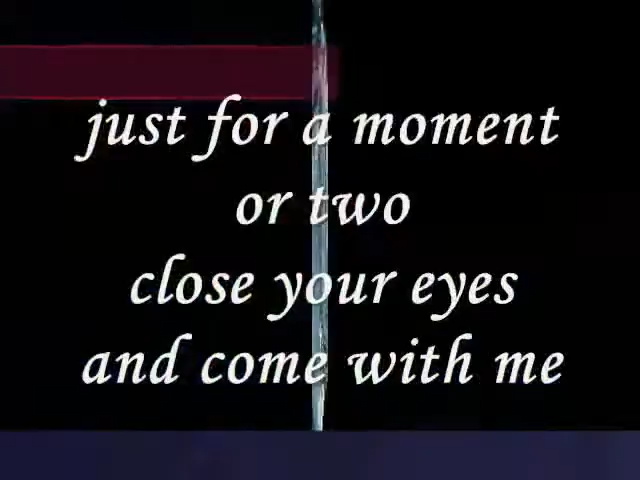 just for a moment
or two
close your eyes
and come with me